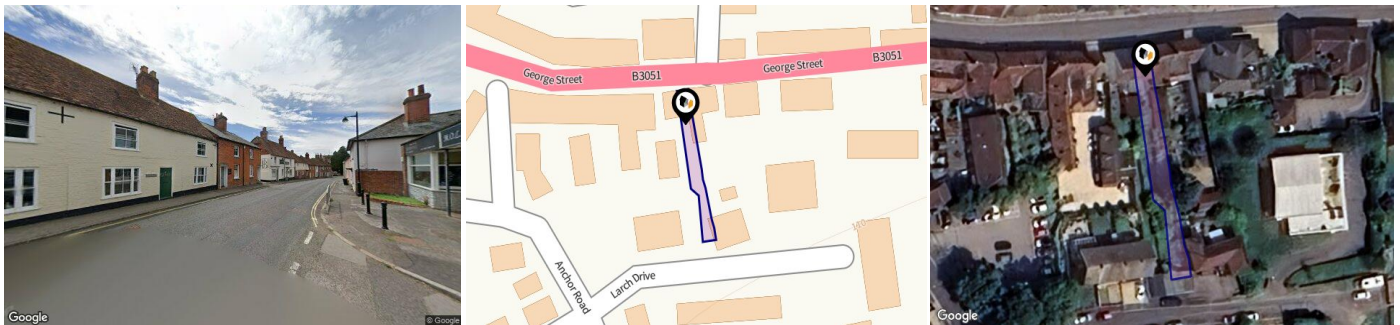 Google
© Google
George Street
B3051
George Street
B3051
Anchor Road
Larch Drive
Google